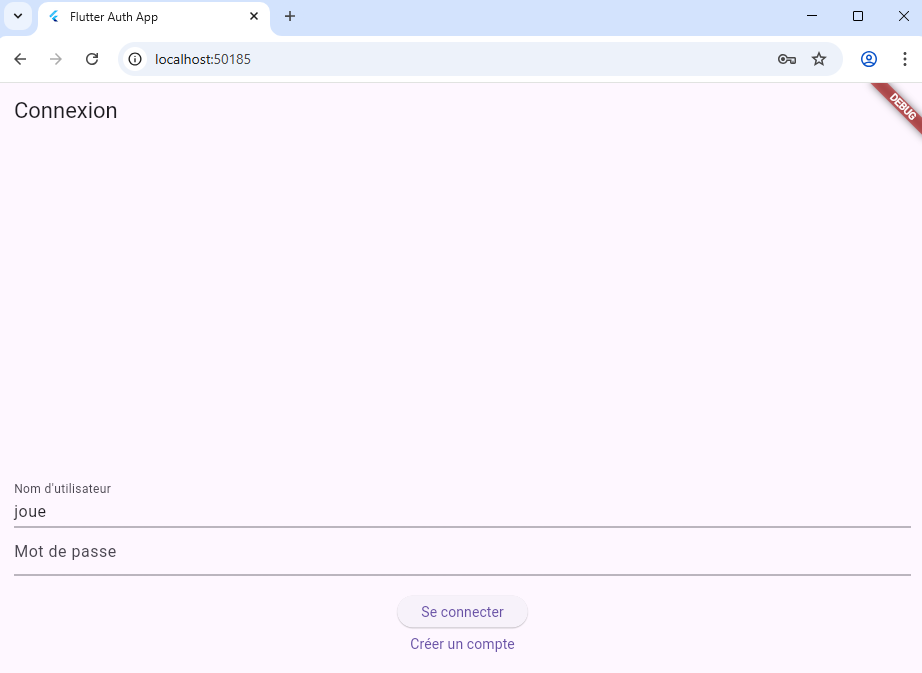 Flutter Auth App
localhost:50185
Connexion
DEBUG
Nom d'utilisateur
joue
Mot de passe
Se connecter
Créer un compte